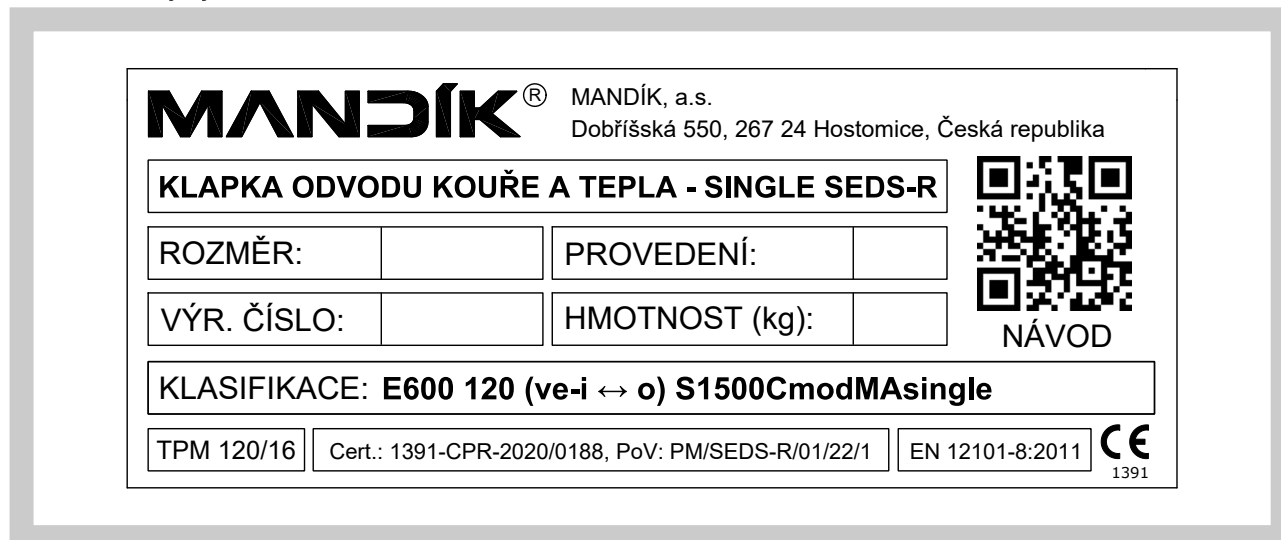 MANDÍK® MANDÍK, a.s.
Dobříšská 550, 267 24 Hostomice, Česká republika
KLAPKA ODVODU KOUŘE A TEPLA - SINGLE SEDS-R
ROZMĚR: PROVEDENÍ:
VÝR. ČÍSLO: HMOTNOST (kg):
NÁVOD
KLASIFIKACE: E600 120 (ve-i ↔ o) S1500CmodMAsingle
TPM 120/16 Cert.: 1391-CPR-2020/0188, PoV: PM/SEDS-R/01/22/1 EN 12101-8:2011 CE
1391